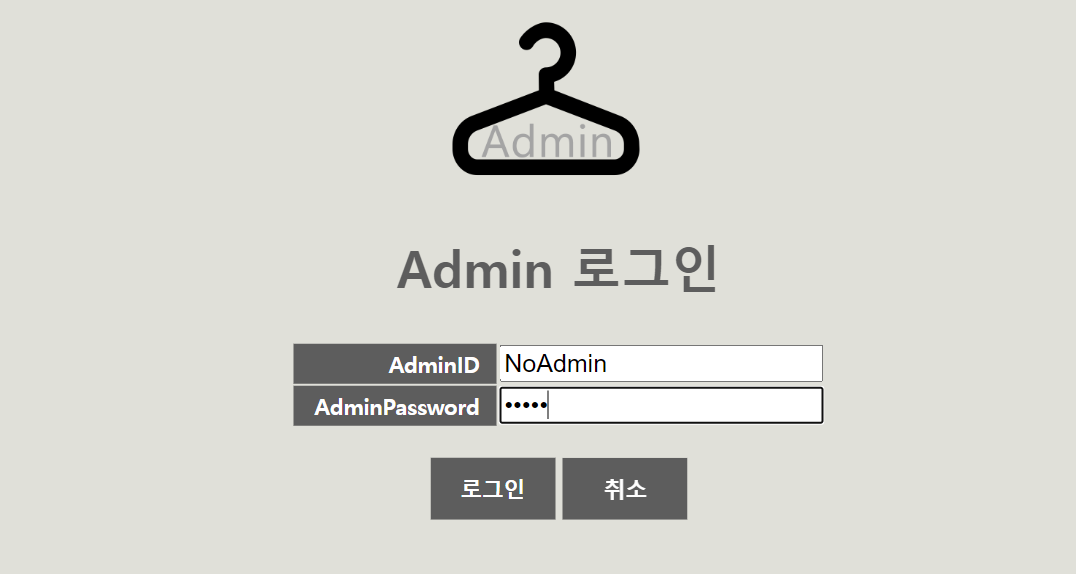 Admin
Admin 로그인
AdminID NoAdmin
AdminPassword •••••
로그인 취소